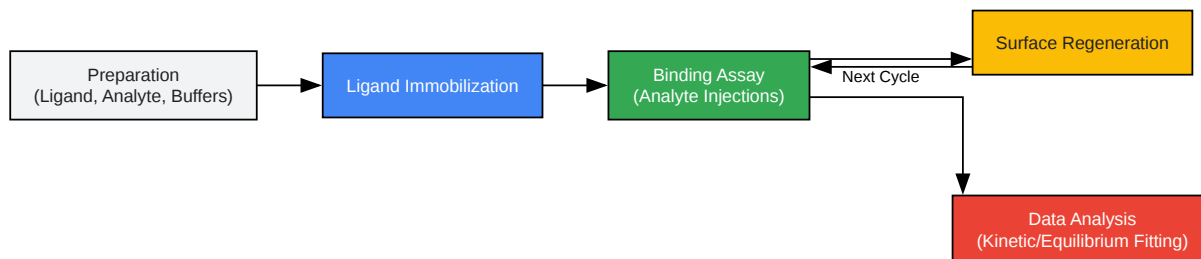 Preparation
(Ligand, Analyte, Buffers)
Ligand Immobilization
Binding Assay
(Analyte Injections)
Surface Regeneration
Next Cycle
Data Analysis
(Kinetic/Equilibrium Fitting)